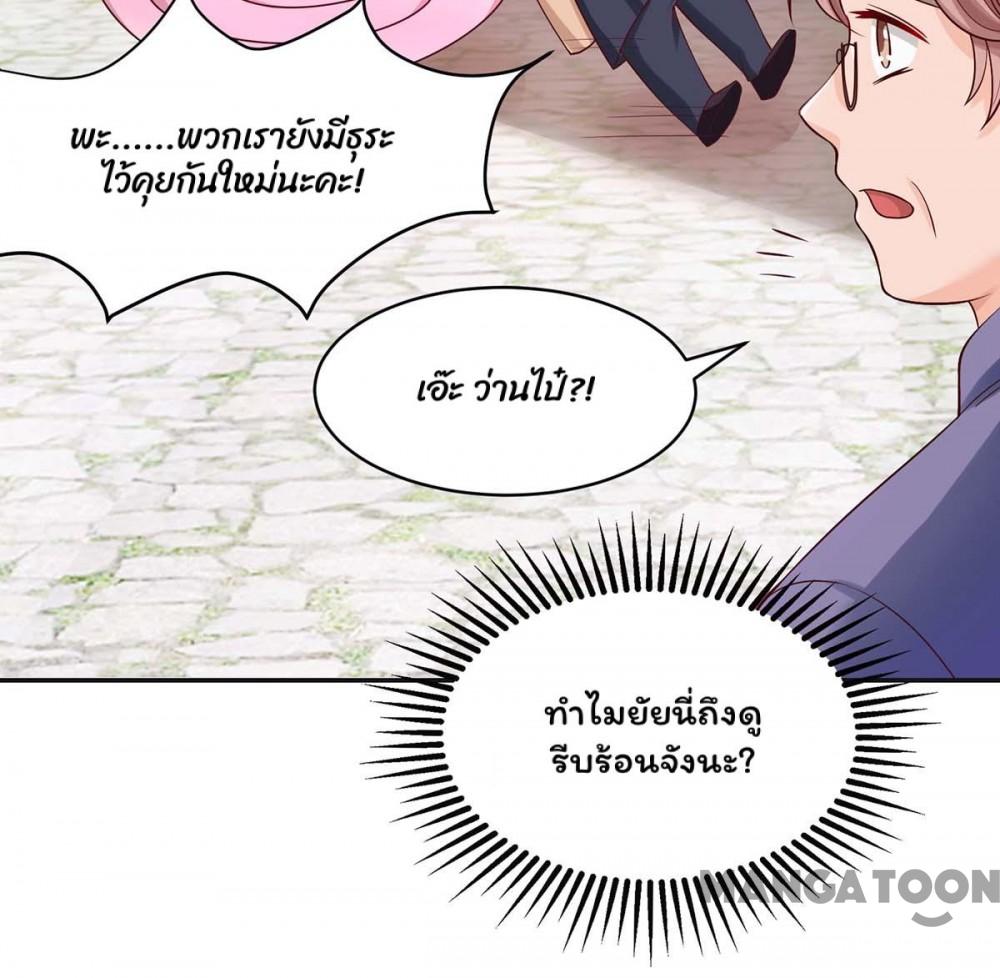 พะ......พวกเรายังมีธุระ
ไว้คุยกันใหม่นะคะ!
เอ๊ะ ว่านไป๋?!
ทำไมยัยนี่ถึงดู
รีบร้อนจังนะ?
MANGATOON